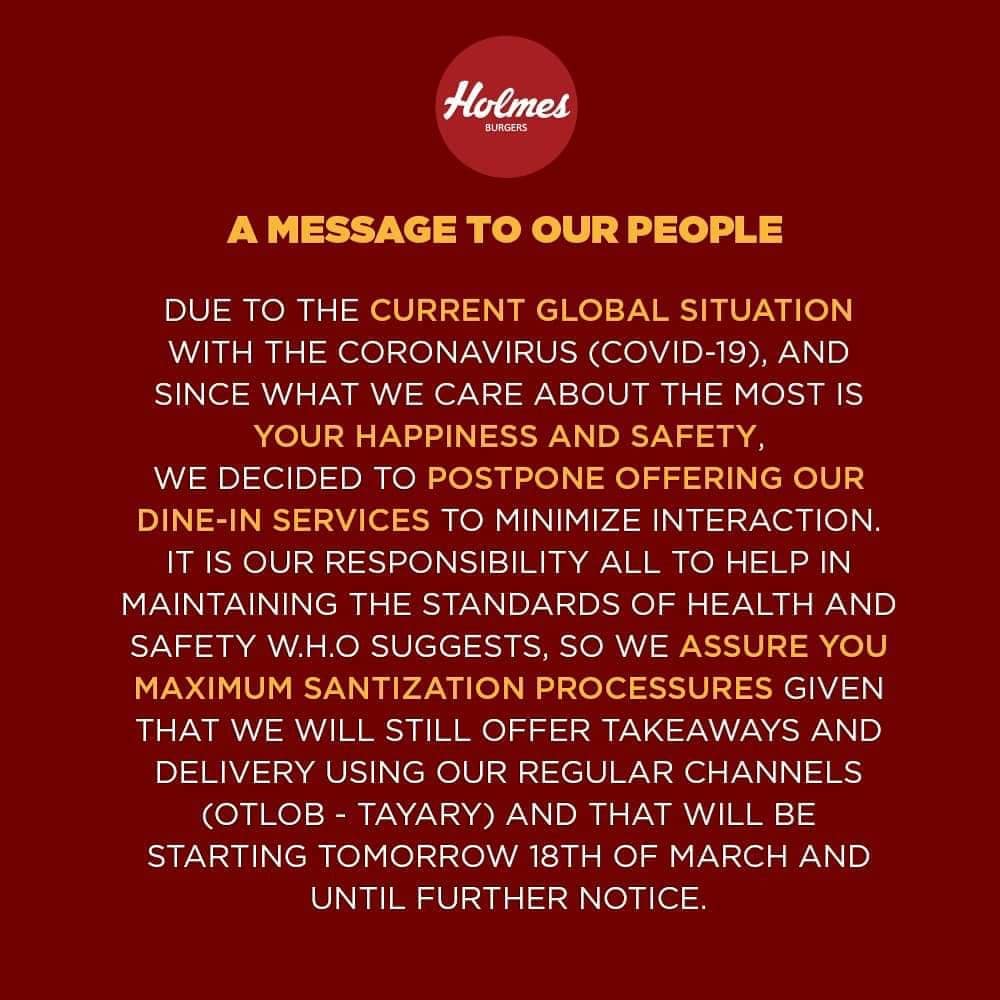 Holmes
BURGERS
A MESSAGE TO OUR PEOPLE
DUE TO THE CURRENT GLOBAL SITUATION
WITH THE CORONAVIRUS (COVID-19), AND
SINCE WHAT WE CARE ABOUT THE MOST IS
YOUR HAPPINESS AND SAFETY,
WE DECIDED TO POSTPONE OFFERING OUR
DINE-IN SERVICES TO MINIMIZE INTERACTION.
IT IS OUR RESPONSIBILITY ALL TO HELP IN
MAINTAINING THE STANDARDS OF HEALTH AND
SAFETY W.H.O SUGGESTS, SO WE ASSURE YOU
MAXIMUM SANTIZATION PROCESSURES GIVEN
THAT WE WILL STILL OFFER TAKEAWAYS AND
DELIVERY USING OUR REGULAR CHANNELS
(OTLOB - TAYARY) AND THAT WILL BE
STARTING TOMORROW 18TH OF MARCH AND
UNTIL FURTHER NOTICE.